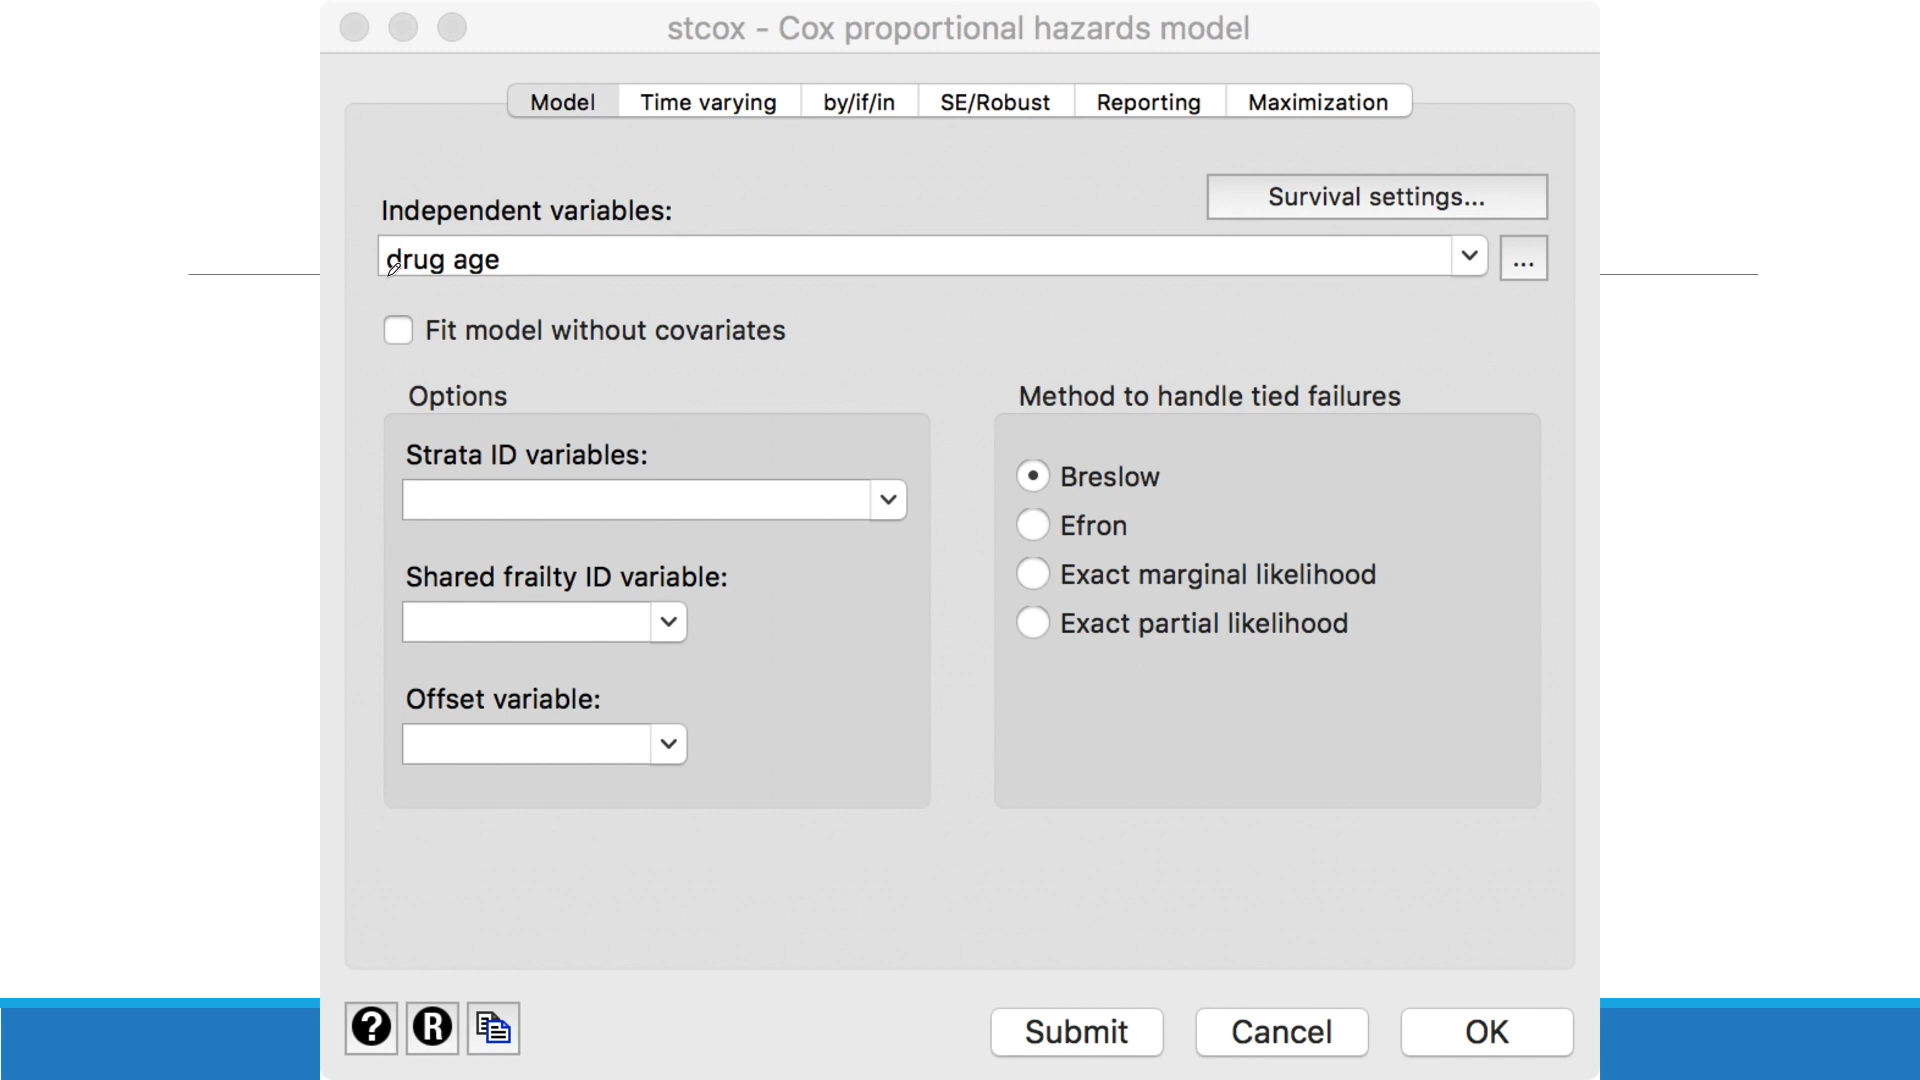 stcox - Cox proportional hazards model
Model Time varying by/if/in SE/Robust Reporting Maximization
Survival settings...
Independent variables:
drug age
...
Fit model without covariates
Options
Strata ID variables:
Shared frailty ID variable:
Offset variable:
Method to handle tied failures
Breslow
Efron
Exact marginal likelihood
Exact partial likelihood
? R Submit Cancel OK